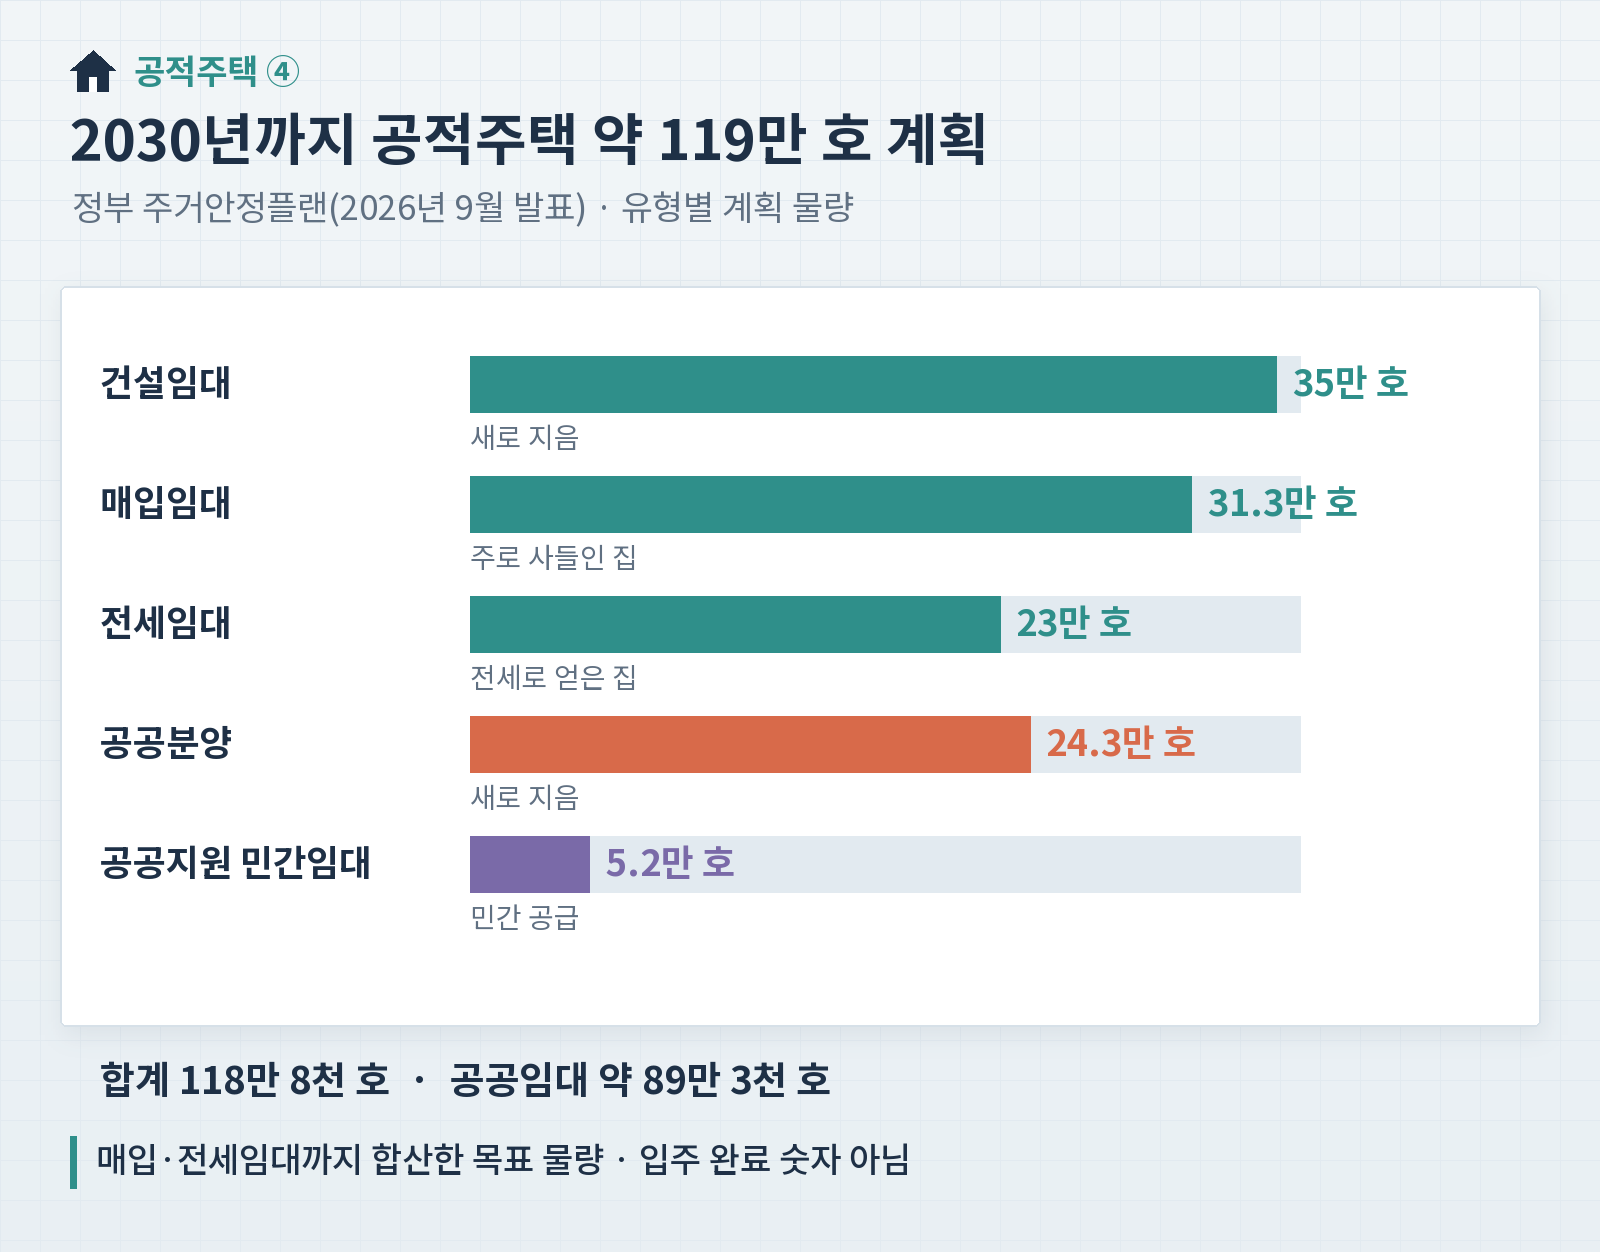 공적주택 ④
2030년까지 공적주택 약 119만 호 계획
정부 주거안정플랜(2026년 9월 발표) · 유형별 계획 물량
건설임대
35만 호
새로 지음
매입임대
31.3만 호
주로 사들인 집
전세임대
23만 호
전세로 얻은 집
공공분양
24.3만 호
새로 지음
공공지원 민간임대
5.2만 호
민간 공급
합계 118만 8천 호 · 공공임대 약 89만 3천 호
매입·전세임대까지 합산한 목표 물량 · 입주 완료 숫자 아님